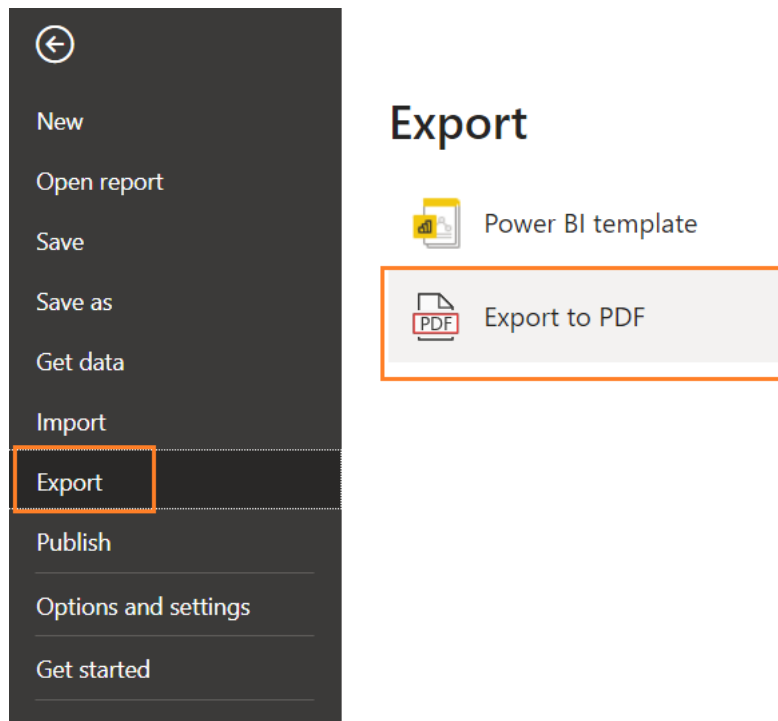 New
Open report
Save
Save as
Get data
Import
Export
Publish
Options and settings
Get started
Export
Power BI template
PDF
Export to PDF